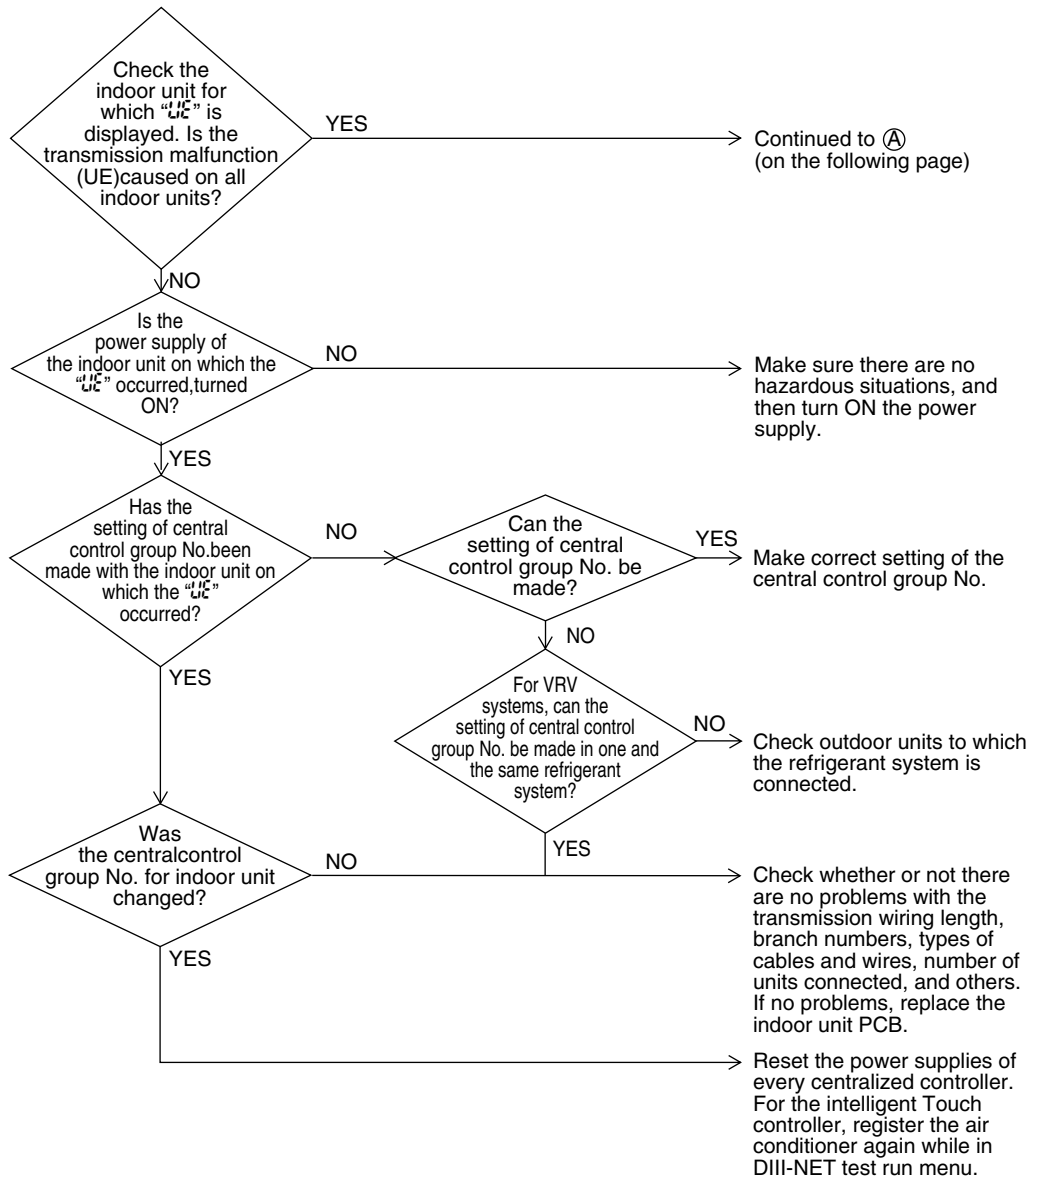 Check the
indoor unit for
which “UE” is
displayed. Is the
transmission malfunction
(UE)caused on all
indoor units?
YES
Continued to Ⓐ
(on the following page)
NO
Is the
power supply of
the indoor unit on which the
“UE” occurred,turned
ON?
NO
Make sure there are no
hazardous situations, and
then turn ON the power
supply.
YES
Has the
setting of central
control group No.been
made with the indoor unit on
which the “UE”
occurred?
NO
Can the
setting of central
control group No. be
made?
YES
Make correct setting of the
central control group No.
NO
YES
For VRV
systems, can the
setting of central control
group No. be made in one and
the same refrigerant
system?
NO
Check outdoor units to which
the refrigerant system is
connected.
YES
Was
the centralcontrol
group No. for indoor unit
changed?
NO
Check whether or not there
are no problems with the
transmission wiring length,
branch numbers, types of
cables and wires, number of
units connected, and others.
If no problems, replace the
indoor unit PCB.
YES
Reset the power supplies of
every centralized controller.
For the intelligent Touch
controller, register the air
conditioner again while in
DIII-NET test run menu.